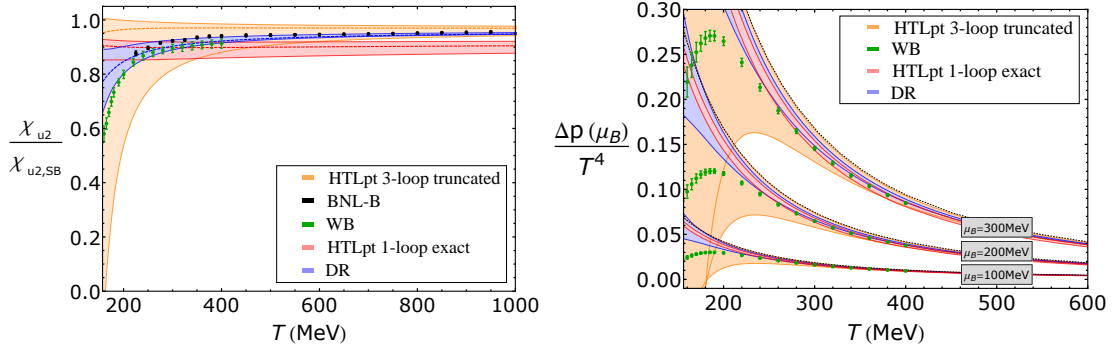 1.0
0.8
0.6
0.4
0.2
0.0
χu2
χu2,SB
HTLpt 3-loop truncated
BNL-B
WB
HTLpt 1-loop exact
DR
200 400 600 800 1000
T (MeV)
0.30
0.25
0.20
0.15
0.10
0.05
0.00
Δp (μB)
T4
HTLpt 3-loop truncated
WB
HTLpt 1-loop exact
DR
μB=300MeV
μB=200MeV
μB=100MeV
200 300 400 500 600
T (MeV)